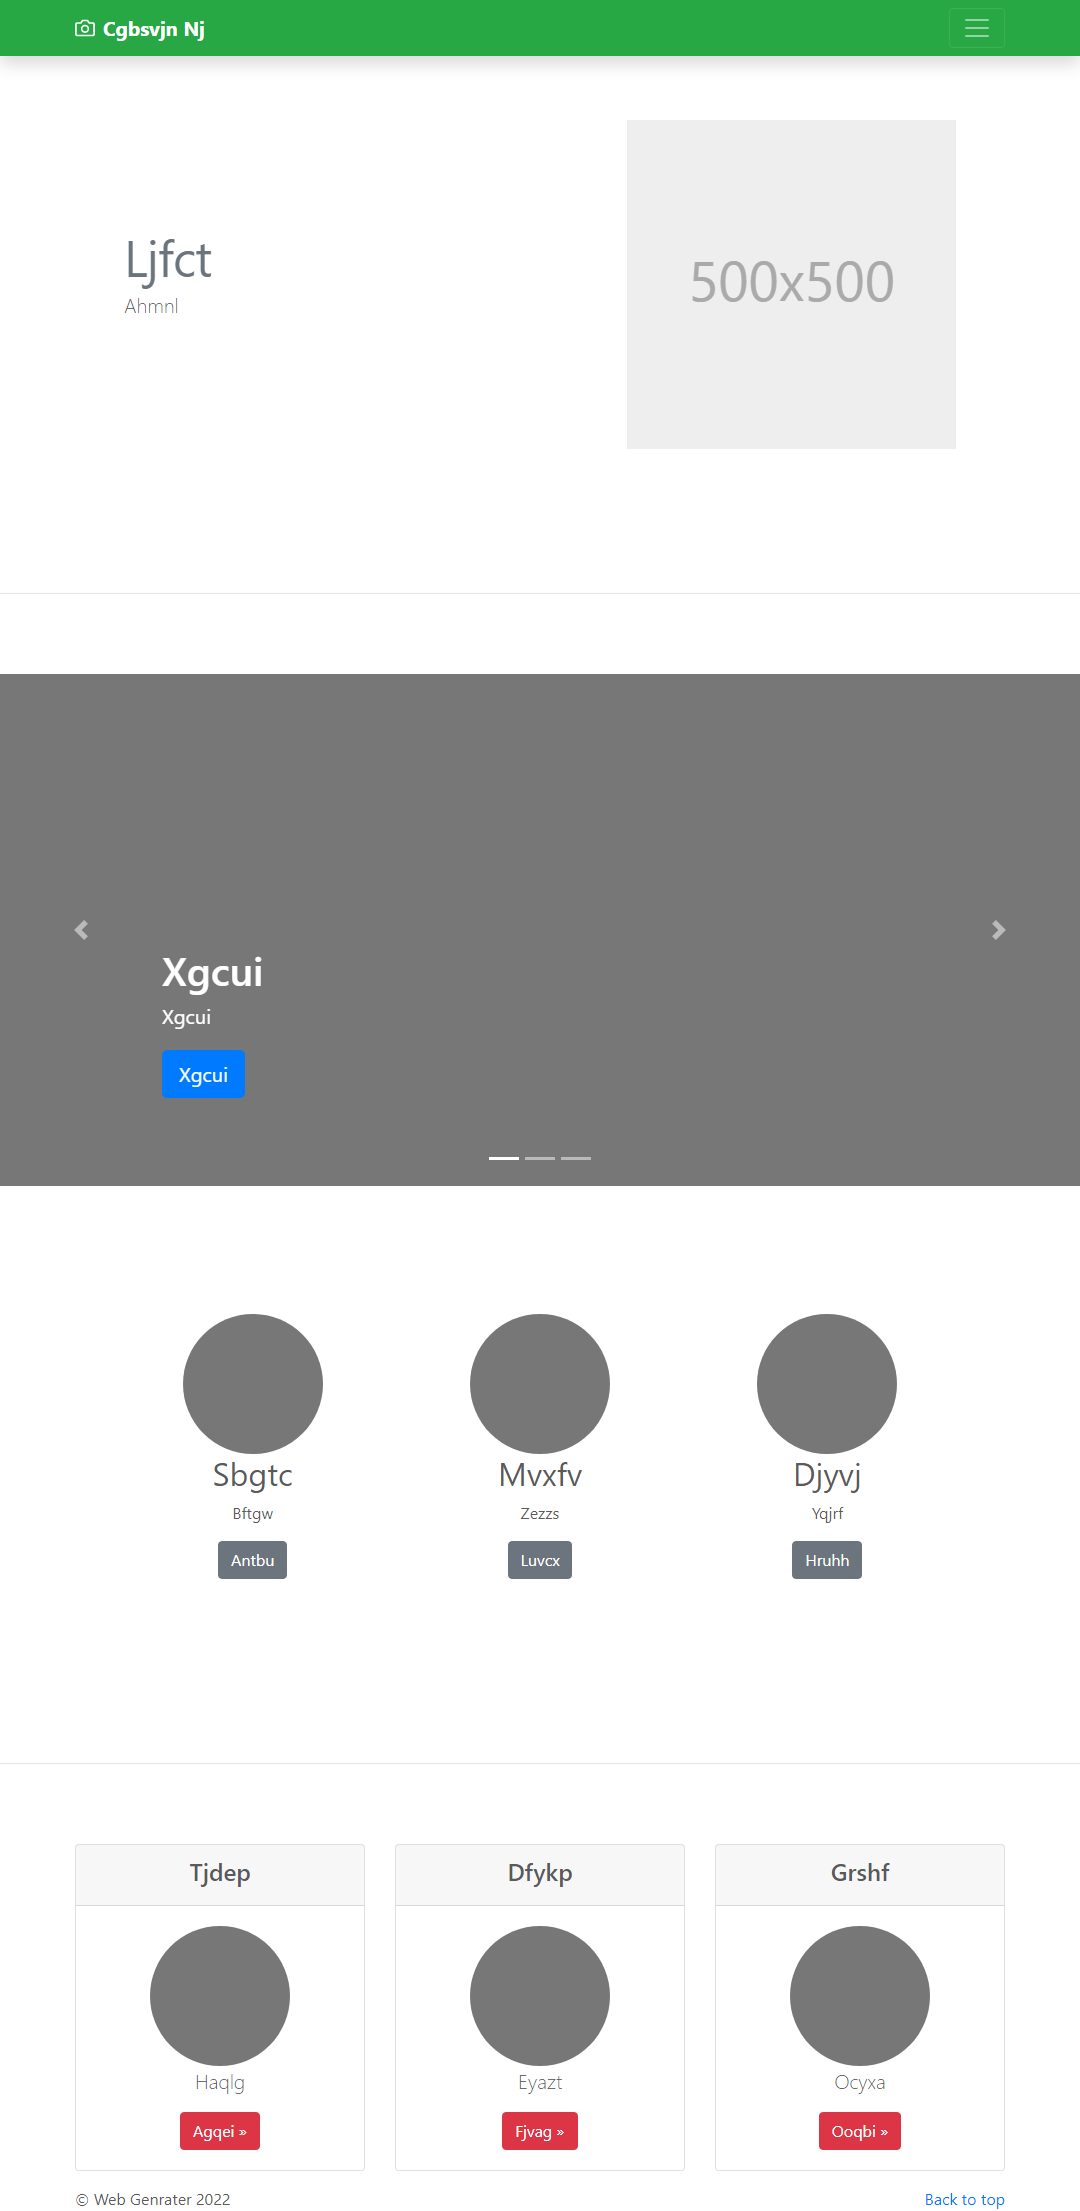 Cgbsvjn Nj
Ljfct
Ahmnl
500x500
Xgcui
Xgcui
Xgcui
Sbgtc
Bftgw
Antbu
Mvxfv
Zezzs
Luvcx
Djyvj
Yqjrf
Hruhh
Tjdep
Haqlg
Agqei »
Dfykp
Eyazt
Fjvag »
Grshf
Ocyxa
Ooqbi »
© Web Genrater 2022
Back to top